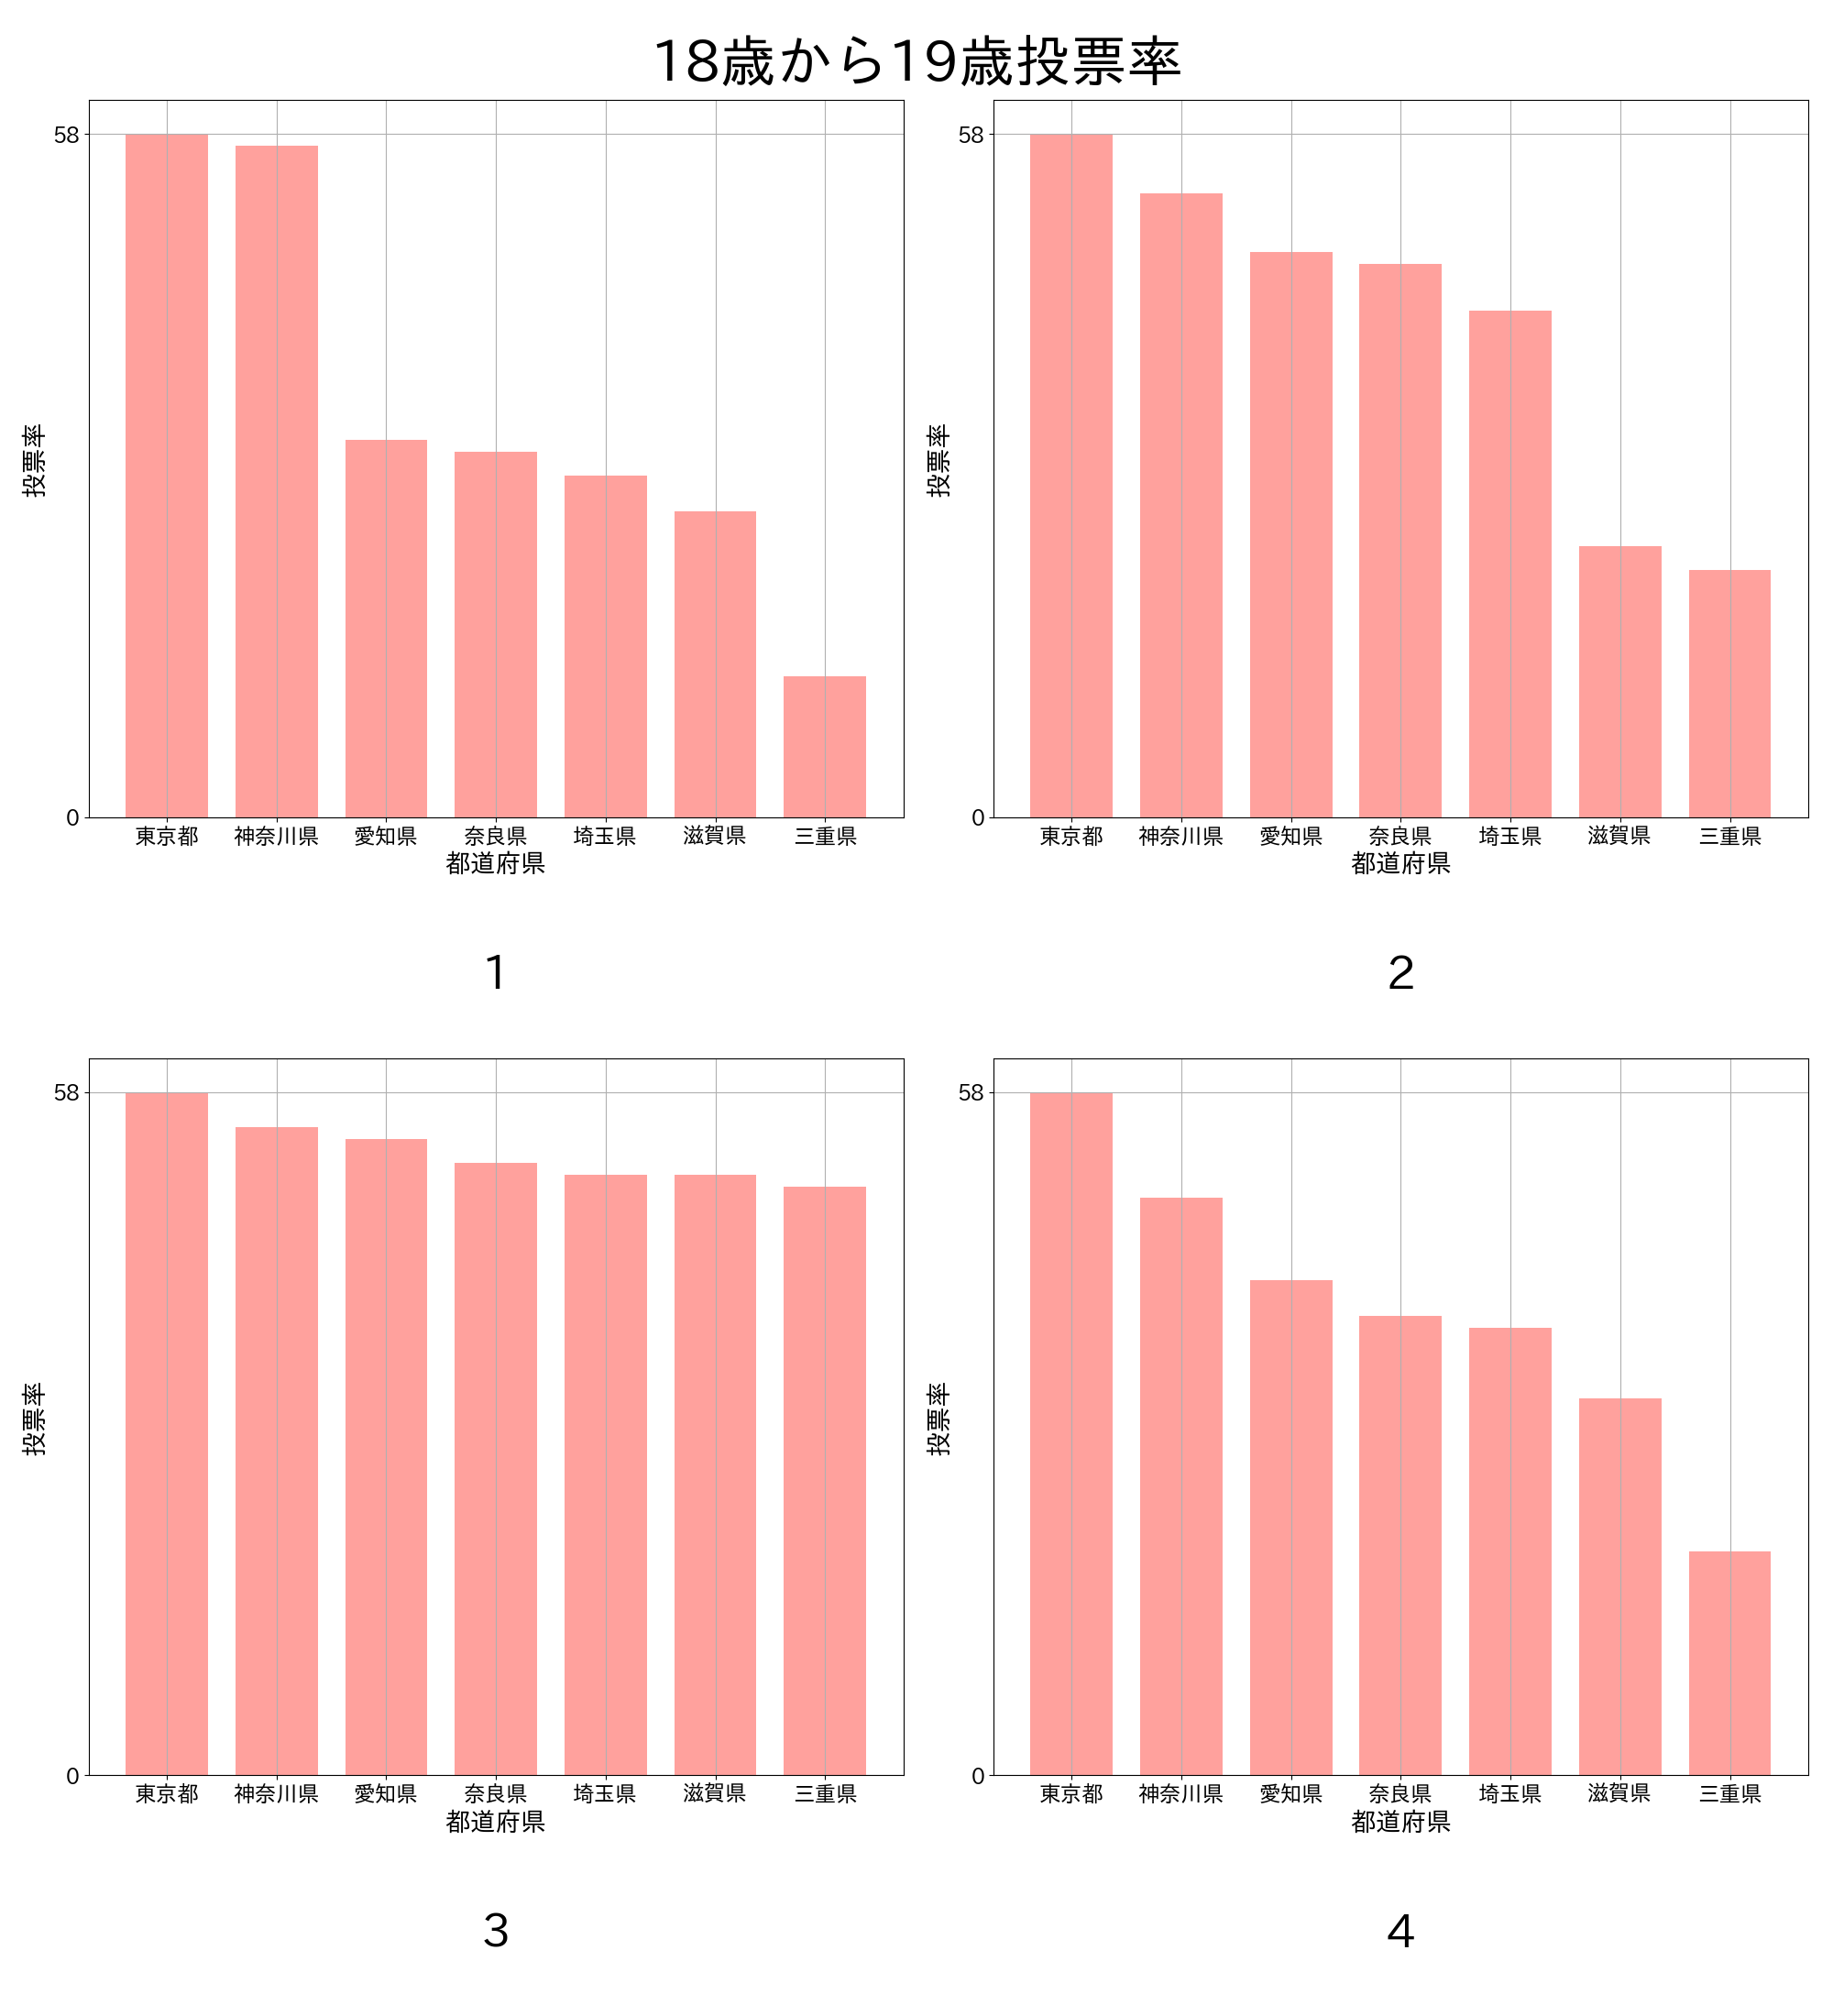 18歳から19歳投票率
58
投票率
0
東京都 神奈川県 愛知県 奈良県 埼玉県 滋賀県 三重県
都道府県
1
58
投票率
0
東京都 神奈川県 愛知県 奈良県 埼玉県 滋賀県 三重県
都道府県
2
58
投票率
0
東京都 神奈川県 愛知県 奈良県 埼玉県 滋賀県 三重県
都道府県
3
58
投票率
0
東京都 神奈川県 愛知県 奈良県 埼玉県 滋賀県 三重県
都道府県
4